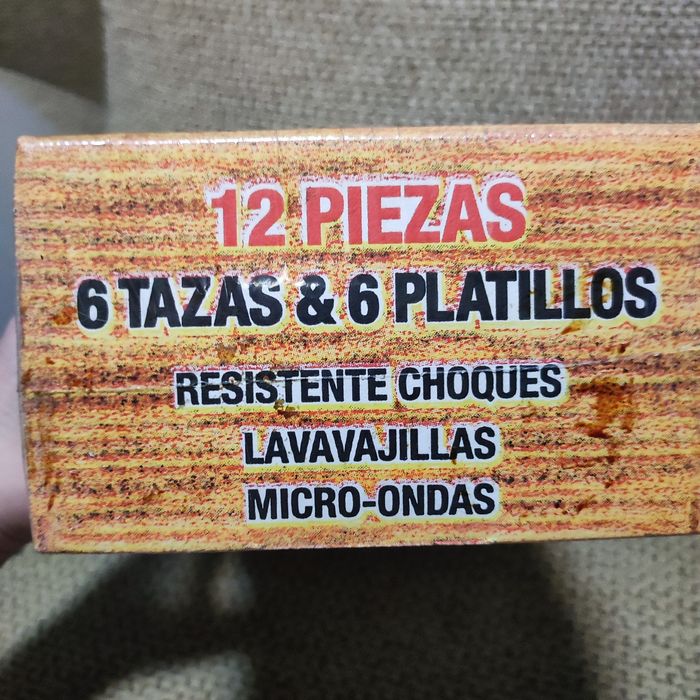 12 PIEZAS
6 TAZAS & 6 PLATILLOS
RESISTENTE CHOQUES
LAVAVAJILLAS
MICRO-ONDAS